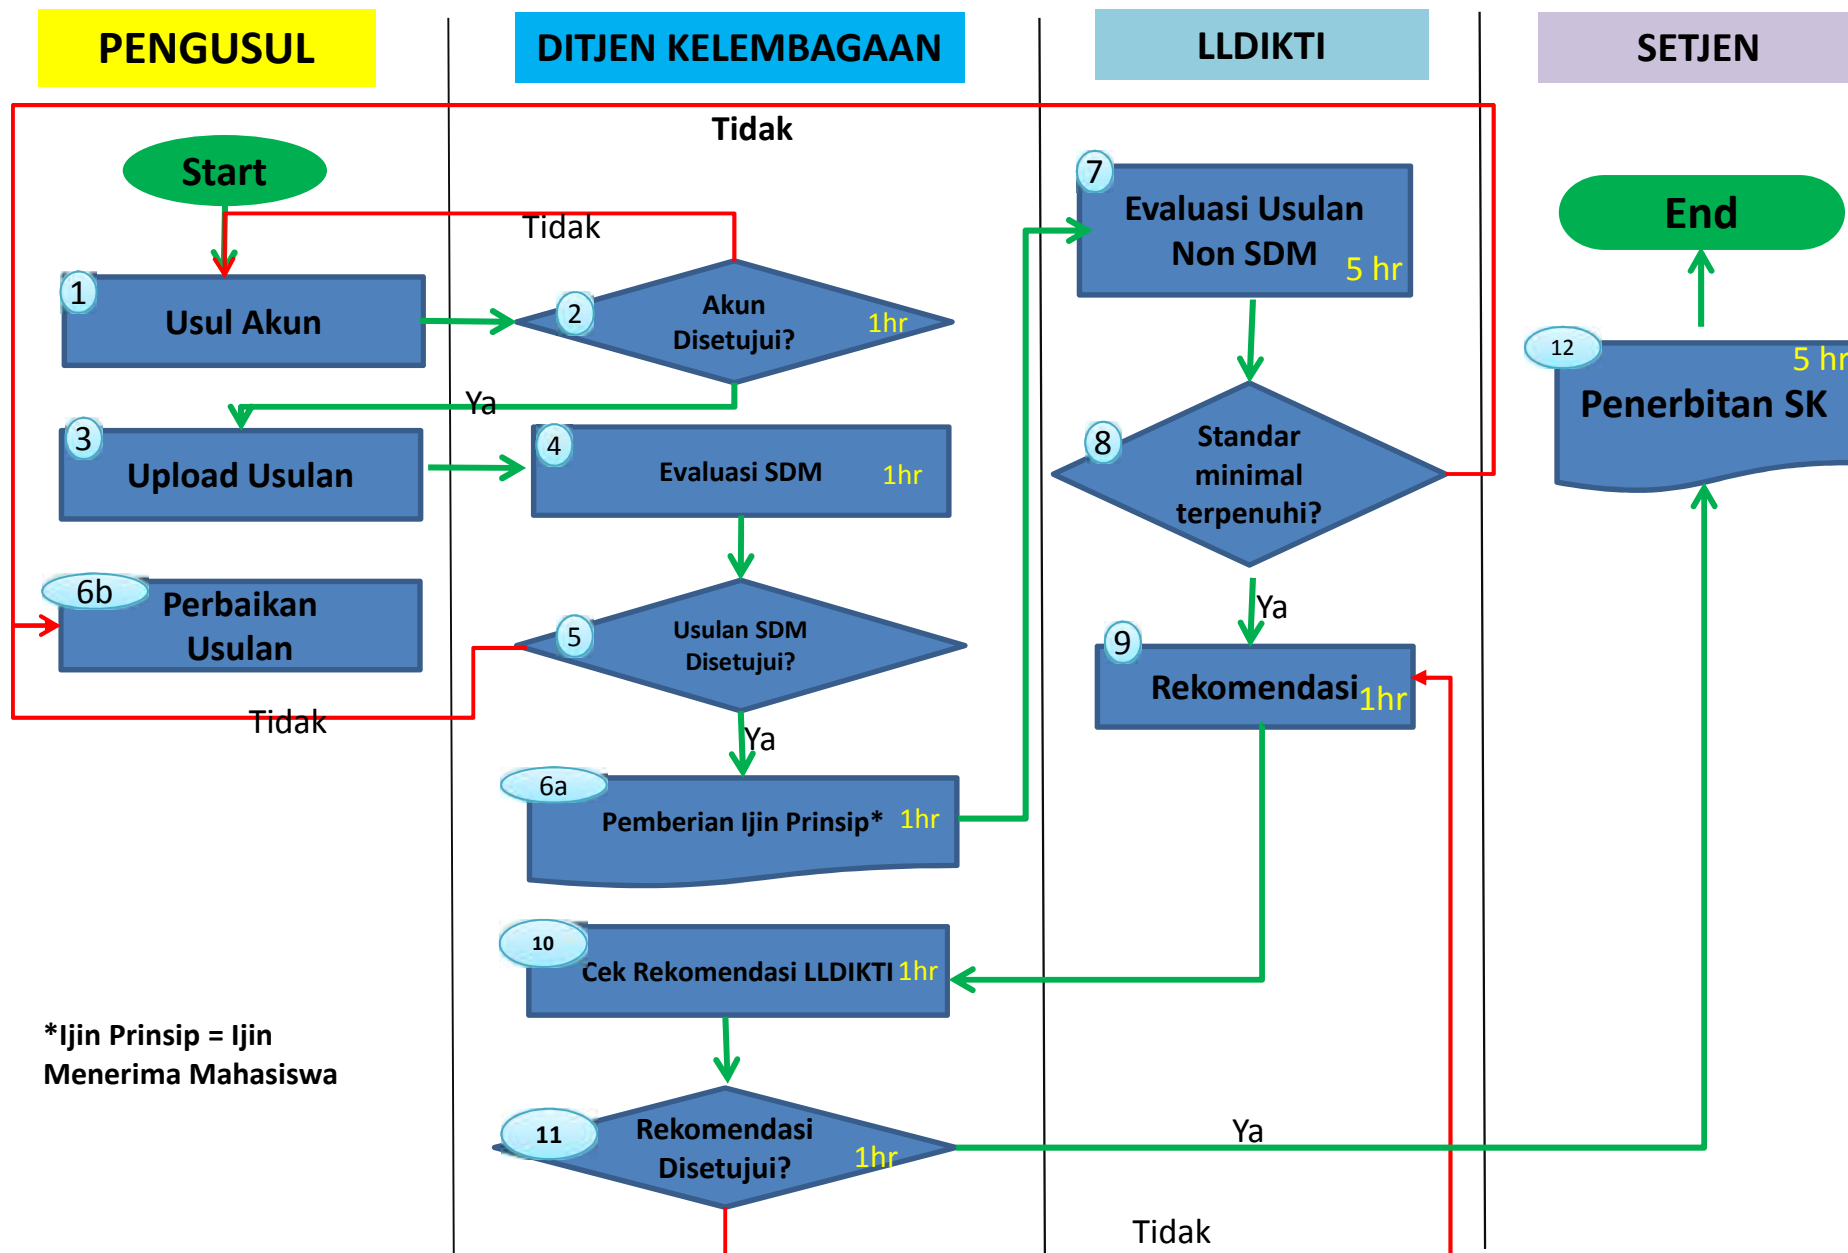 PENGUSUL
DITJEN KELEMBAGAAN
LLDIKTI
SETJEN
Tidak
Start
Tidak
1
Usul Akun
2
Akun
Disetujui?
1hr
Ya
3
Upload Usulan
4
Evaluasi SDM
1hr
6b
Perbaikan
Usulan
5
Usulan SDM
Disetujui?
Tidak
Ya
6a
Pemberian Ijin Prinsip*
1hr
7
Evaluasi Usulan
Non SDM
5 hr
8
Standar
minimal
terpenuhi?
Ya
9
Rekomendasi
1hr
10
Cek Rekomendasi LLDIKTI
1hr
11
Rekomendasi
Disetujui?
1hr
Ya
Tidak
End
12
5 hr
Penerbitan SK
*Ijin Prinsip = Ijin
Menerima Mahasiswa